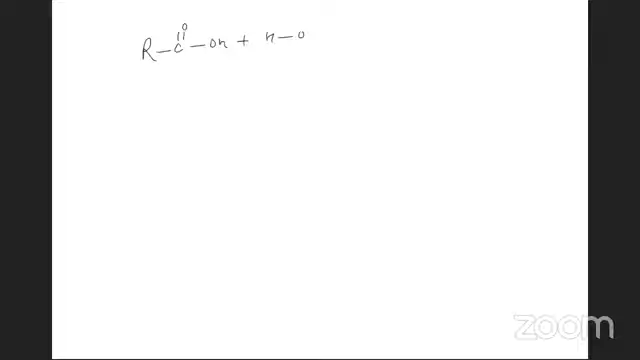 O
R — C — OH + H — O
zoom